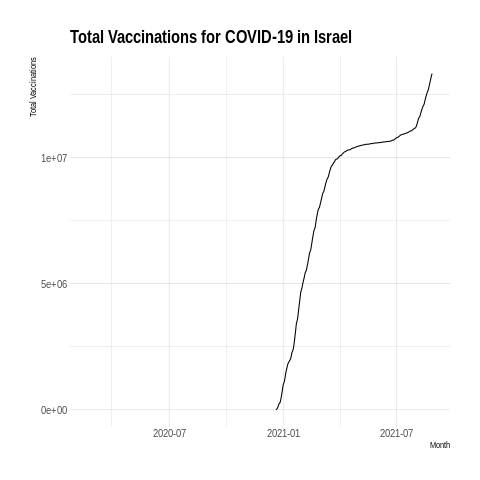 Total Vaccinations for COVID-19 in Israel
Total Vaccinations
1e+07
5e+06
0e+00
2020-07 2021-01 2021-07
Month